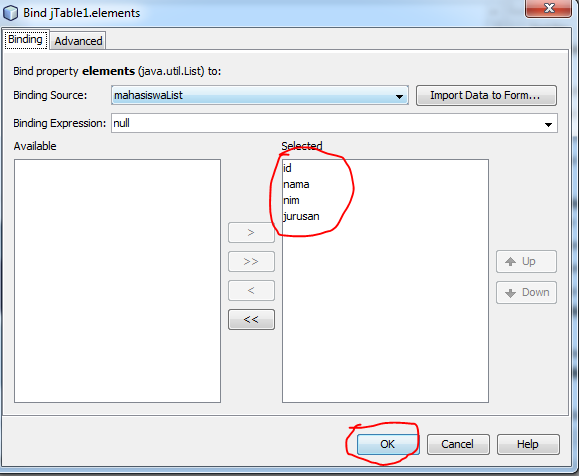 Bind jTable1.elements
Binding Advanced
Bind property elements (java.util.List) to:
Binding Source: mahasiswaList Import Data to Form...
Binding Expression: null
Available Selected
id
nama
nim
jurusan
>
>>
<
<<
Up
Down
OK Cancel Help